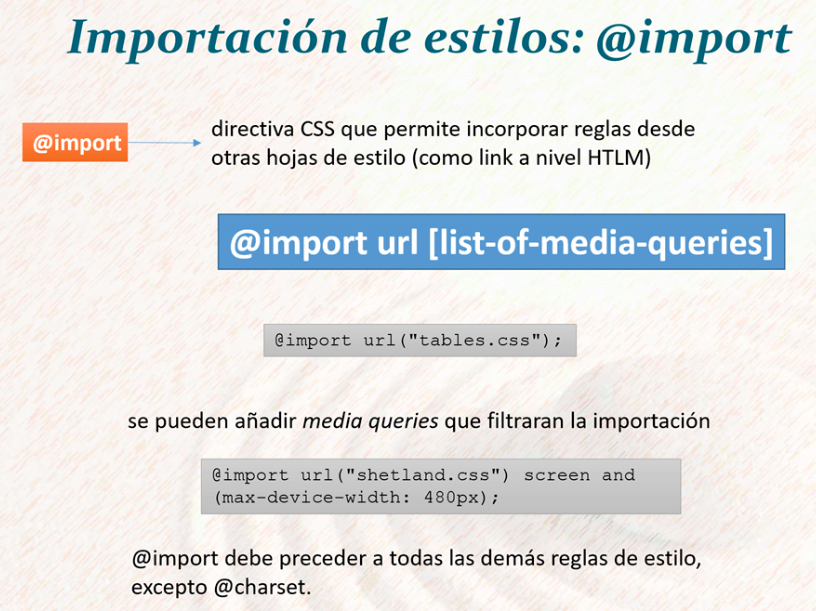 Importación de estilos: @import
@import
directiva CSS que permite incorporar reglas desde
otras hojas de estilo (como link a nivel HTLM)
@import url [list-of-media-queries]
@import url("tables.css");
se pueden añadir media queries que filtraran la importación
@import url("shetland.css") screen and
(max-device-width: 480px);
@import debe preceder a todas las demás reglas de estilo,
excepto @charset.